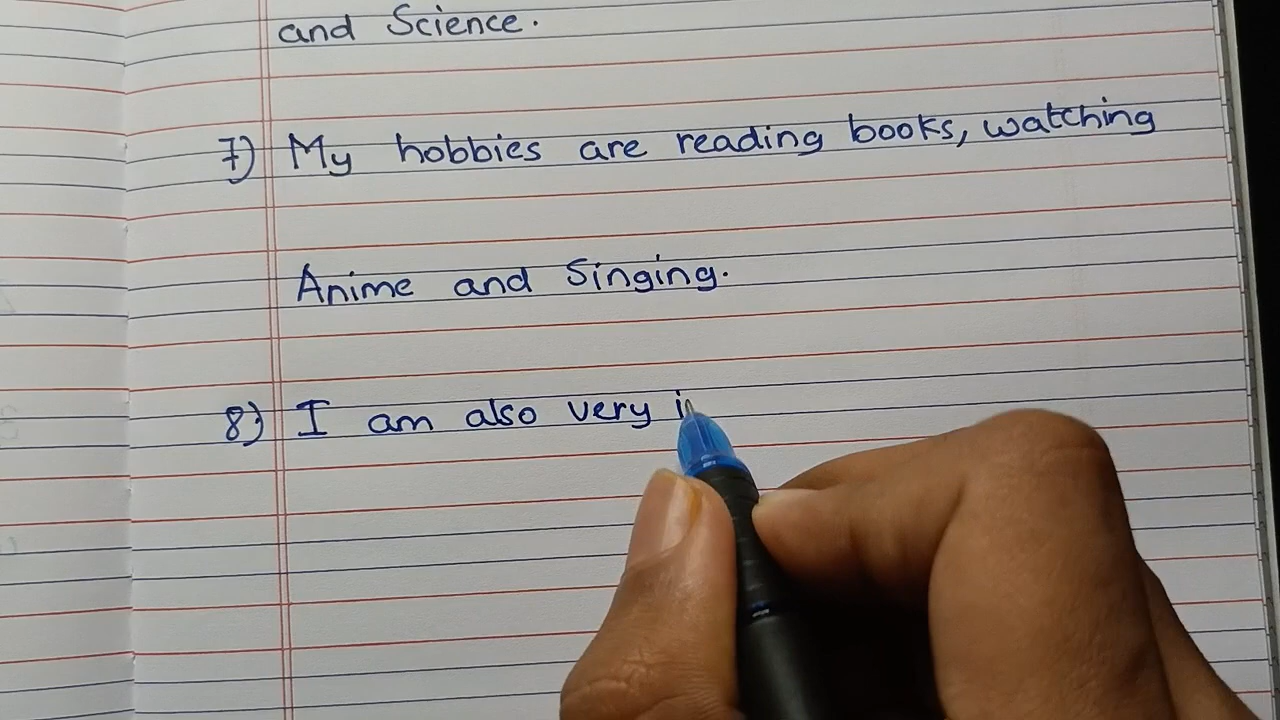 and Science.
7) My hobbies are reading books, watching
Anime and Singing.
8) I am also very i